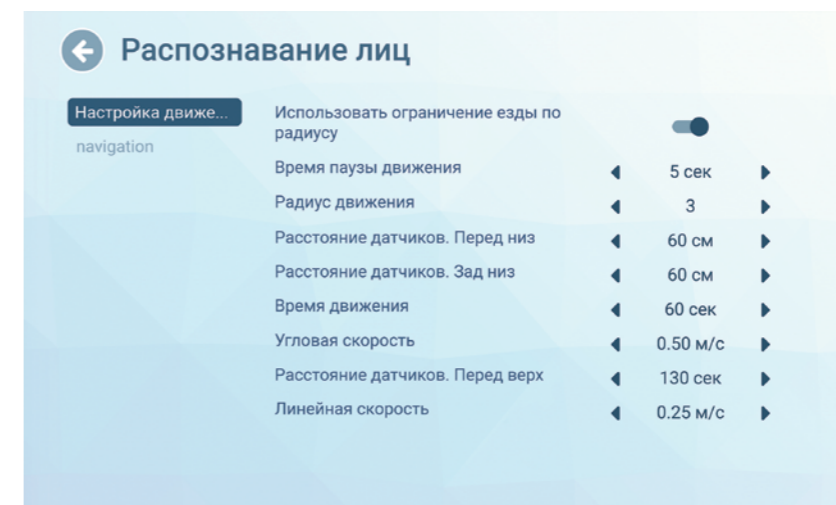 Распознавание лиц
Настройка движе...
navigation
Использовать ограничение езды по
радиусу
Время паузы движения 5 сек
Радиус движения 3
Расстояние датчиков. Перед низ 60 см
Расстояние датчиков. Зад низ 60 см
Время движения 60 сек
Угловая скорость 0.50 м/с
Расстояние датчиков. Перед верх 130 сек
Линейная скорость 0.25 м/с